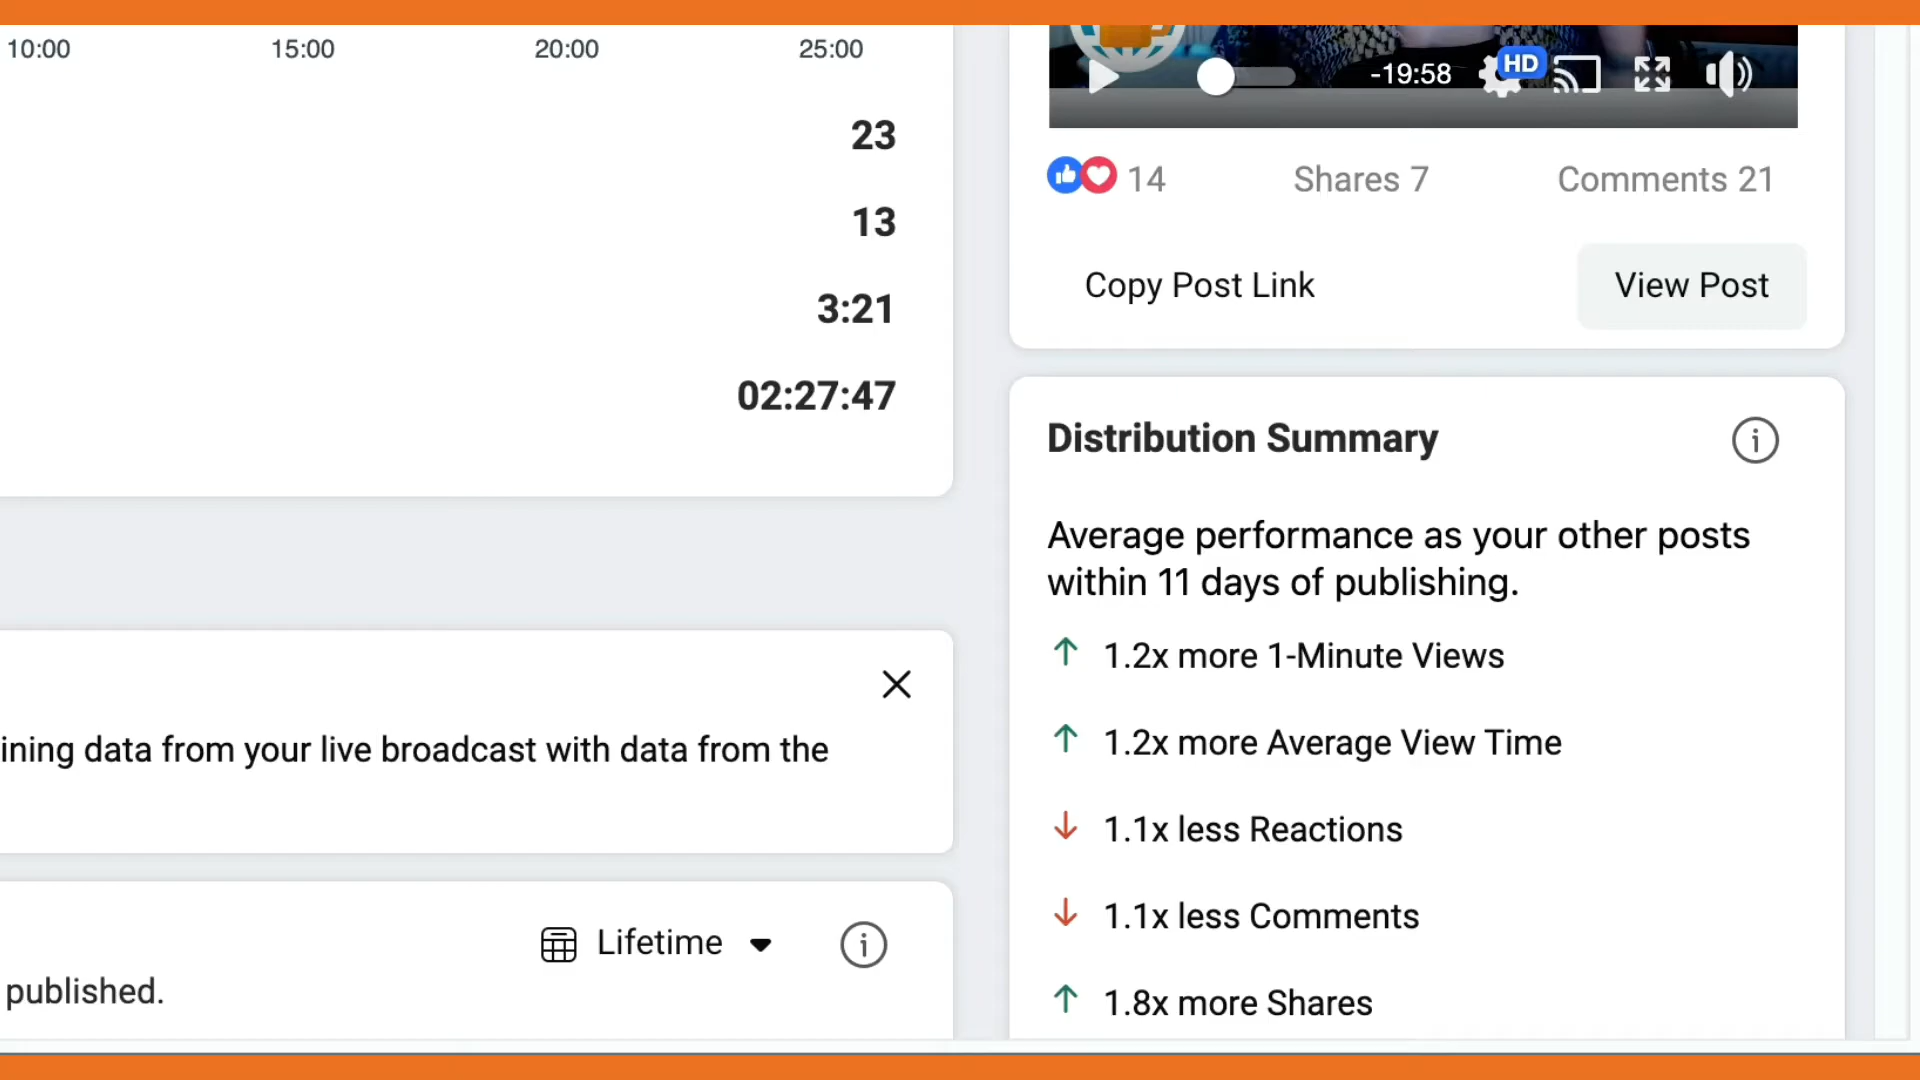 10:00 15:00 20:00 25:00
23
13
3:21
02:27:47
ining data from your live broadcast with data from the
Lifetime
published.
-19:58 HD
14 Shares 7 Comments 21
Copy Post Link View Post
Distribution Summary
Average performance as your other posts
within 11 days of publishing.
1.2x more 1-Minute Views
1.2x more Average View Time
1.1x less Reactions
1.1x less Comments
1.8x more Shares